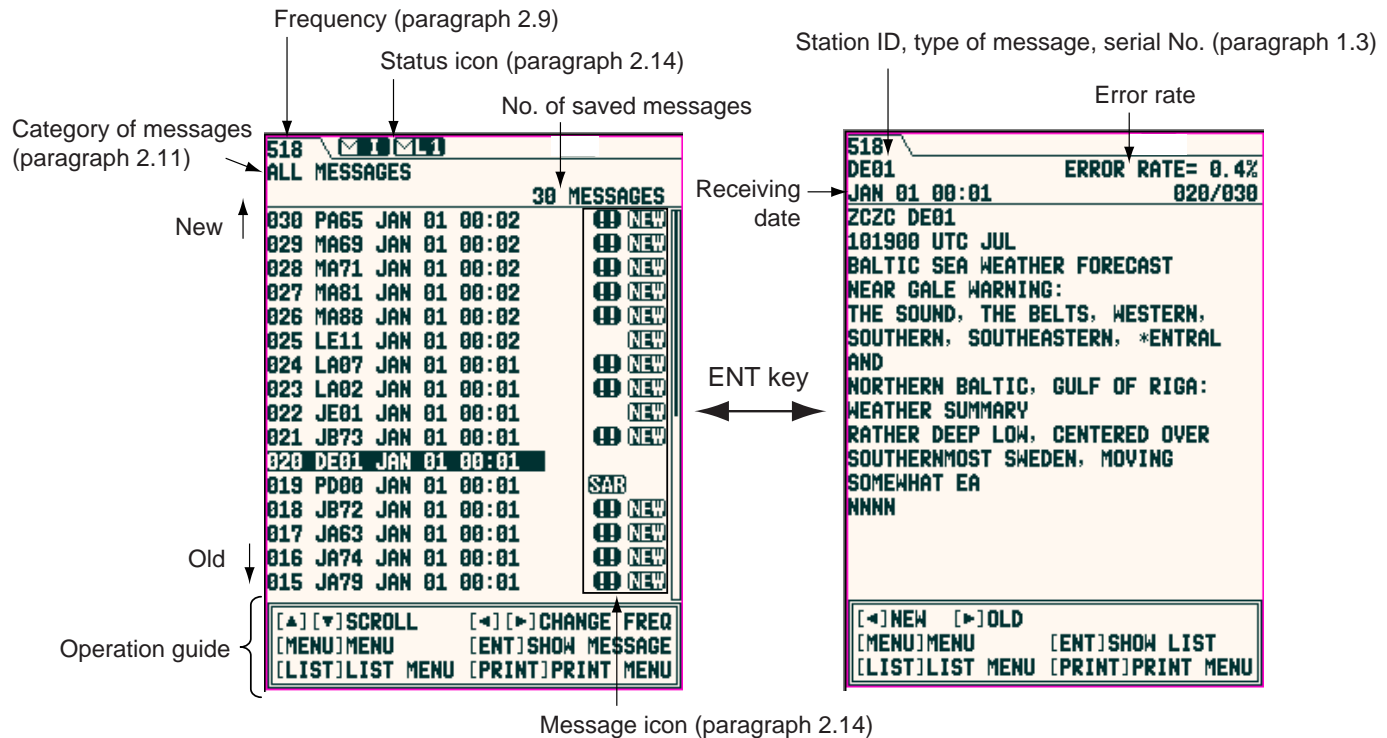 Frequency (paragraph 2.9)
Status icon (paragraph 2.14)
No. of saved messages
Category of messages
(paragraph 2.11)
518 I L1
ALL MESSAGES
30 MESSAGES
New
030 PA65 JAN 01 00:02 !! NEW
029 MA69 JAN 01 00:02 !! NEW
028 MA71 JAN 01 00:02 !! NEW
027 MA81 JAN 01 00:02 !! NEW
026 MA88 JAN 01 00:02 !! NEW
025 LE11 JAN 01 00:02 NEW
024 LA07 JAN 01 00:01 !! NEW
023 LA02 JAN 01 00:01 !! NEW
022 JE01 JAN 01 00:01 NEW
021 JB73 JAN 01 00:01 !! NEW
020 DE01 JAN 01 00:01
019 PD00 JAN 01 00:01 SAR
018 JB72 JAN 01 00:01 !! NEW
017 JA63 JAN 01 00:01 !! NEW
016 JA74 JAN 01 00:01 !! NEW
015 JA79 JAN 01 00:01 !! NEW
Old
Operation guide
[▲][▼]SCROLL [◄][►]CHANGE FREQ
[MENU]MENU [ENT]SHOW MESSAGE
[LIST]LIST MENU [PRINT]PRINT MENU
Message icon (paragraph 2.14)
ENT key
Station ID, type of message, serial No. (paragraph 1.3)
Error rate
Receiving
date
518
DE01 ERROR RATE= 0.4%
JAN 01 00:01 020/030
ZCZC DE01
101900 UTC JUL
BALTIC SEA WEATHER FORECAST
NEAR GALE WARNING:
THE SOUND, THE BELTS, WESTERN,
SOUTHERN, SOUTHEASTERN, *ENTRAL
AND
NORTHERN BALTIC, GULF OF RIGA:
WEATHER SUMMARY
RATHER DEEP LOW, CENTERED OVER
SOUTHERNMOST SWEDEN, MOVING
SOMEWHAT EA
NNNN
[◄]NEW [►]OLD
[MENU]MENU [ENT]SHOW LIST
[LIST]LIST MENU [PRINT]PRINT MENU